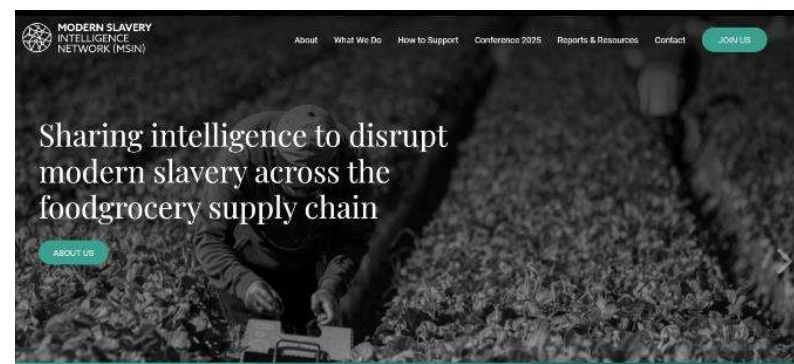 MODERN SLAVERY
INTELLIGENCE
NETWORK (MSIN)
About What We Do How to Support Conference 2025 Reports & Resources Contact JOIN US
Sharing intelligence to disrupt
modern slavery across the
foodgrocery supply chain
ABOUT US